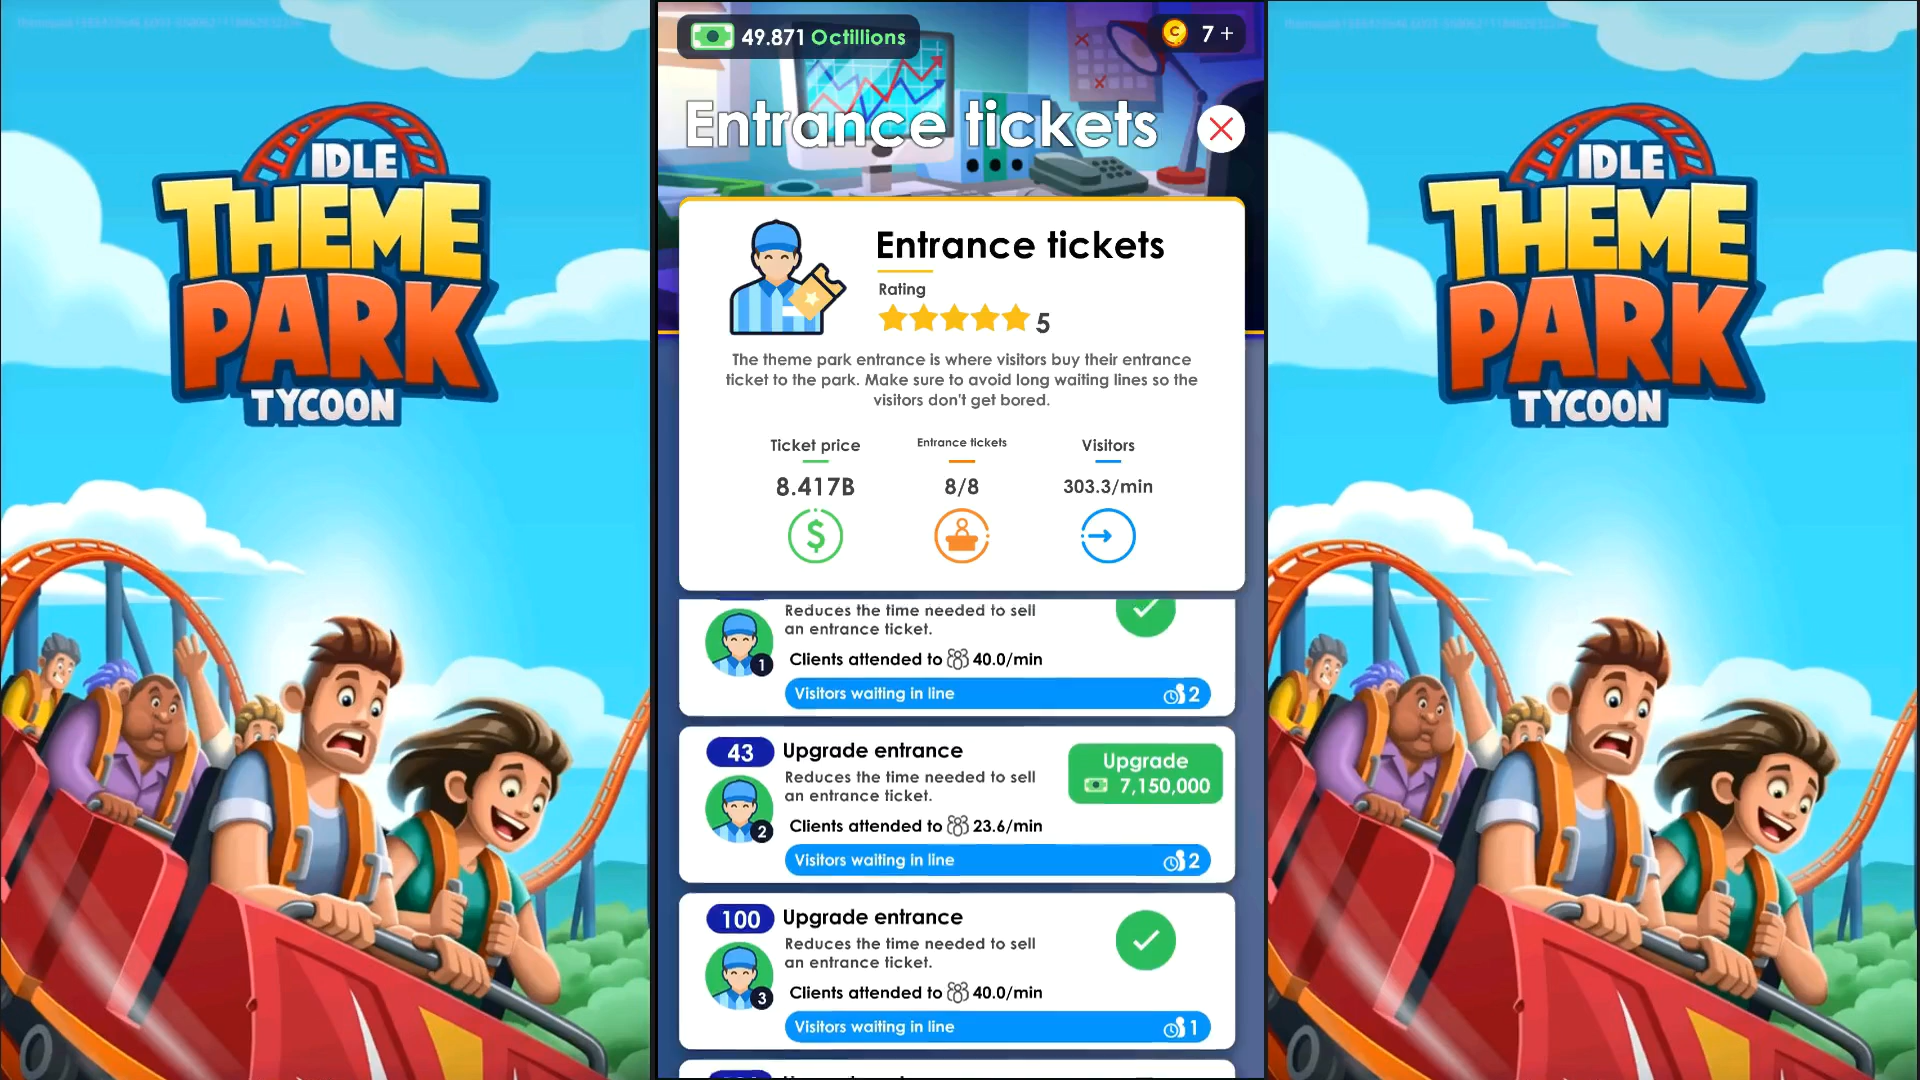 IDLE
THEME
PARK
TYCOON
49.871 Octillions
C
7 +
Entrance tickets
Entrance tickets
Rating
5
The theme park entrance is where visitors buy their entrance
ticket to the park. Make sure to avoid long waiting lines so the
visitors don't get bored.
Ticket price
Entrance tickets
Visitors
8.417B
8/8
303.3/min
$
Reduces the time needed to sell
an entrance ticket.
1
Clients attended to 40.0/min
Visitors waiting in line 2
43
Upgrade entrance
Reduces the time needed to sell
an entrance ticket.
Upgrade
7,150,000
2
Clients attended to 23.6/min
Visitors waiting in line 2
100
Upgrade entrance
Reduces the time needed to sell
an entrance ticket.
3
Clients attended to 40.0/min
Visitors waiting in line 1
IDLE
THEME
PARK
TYCOON